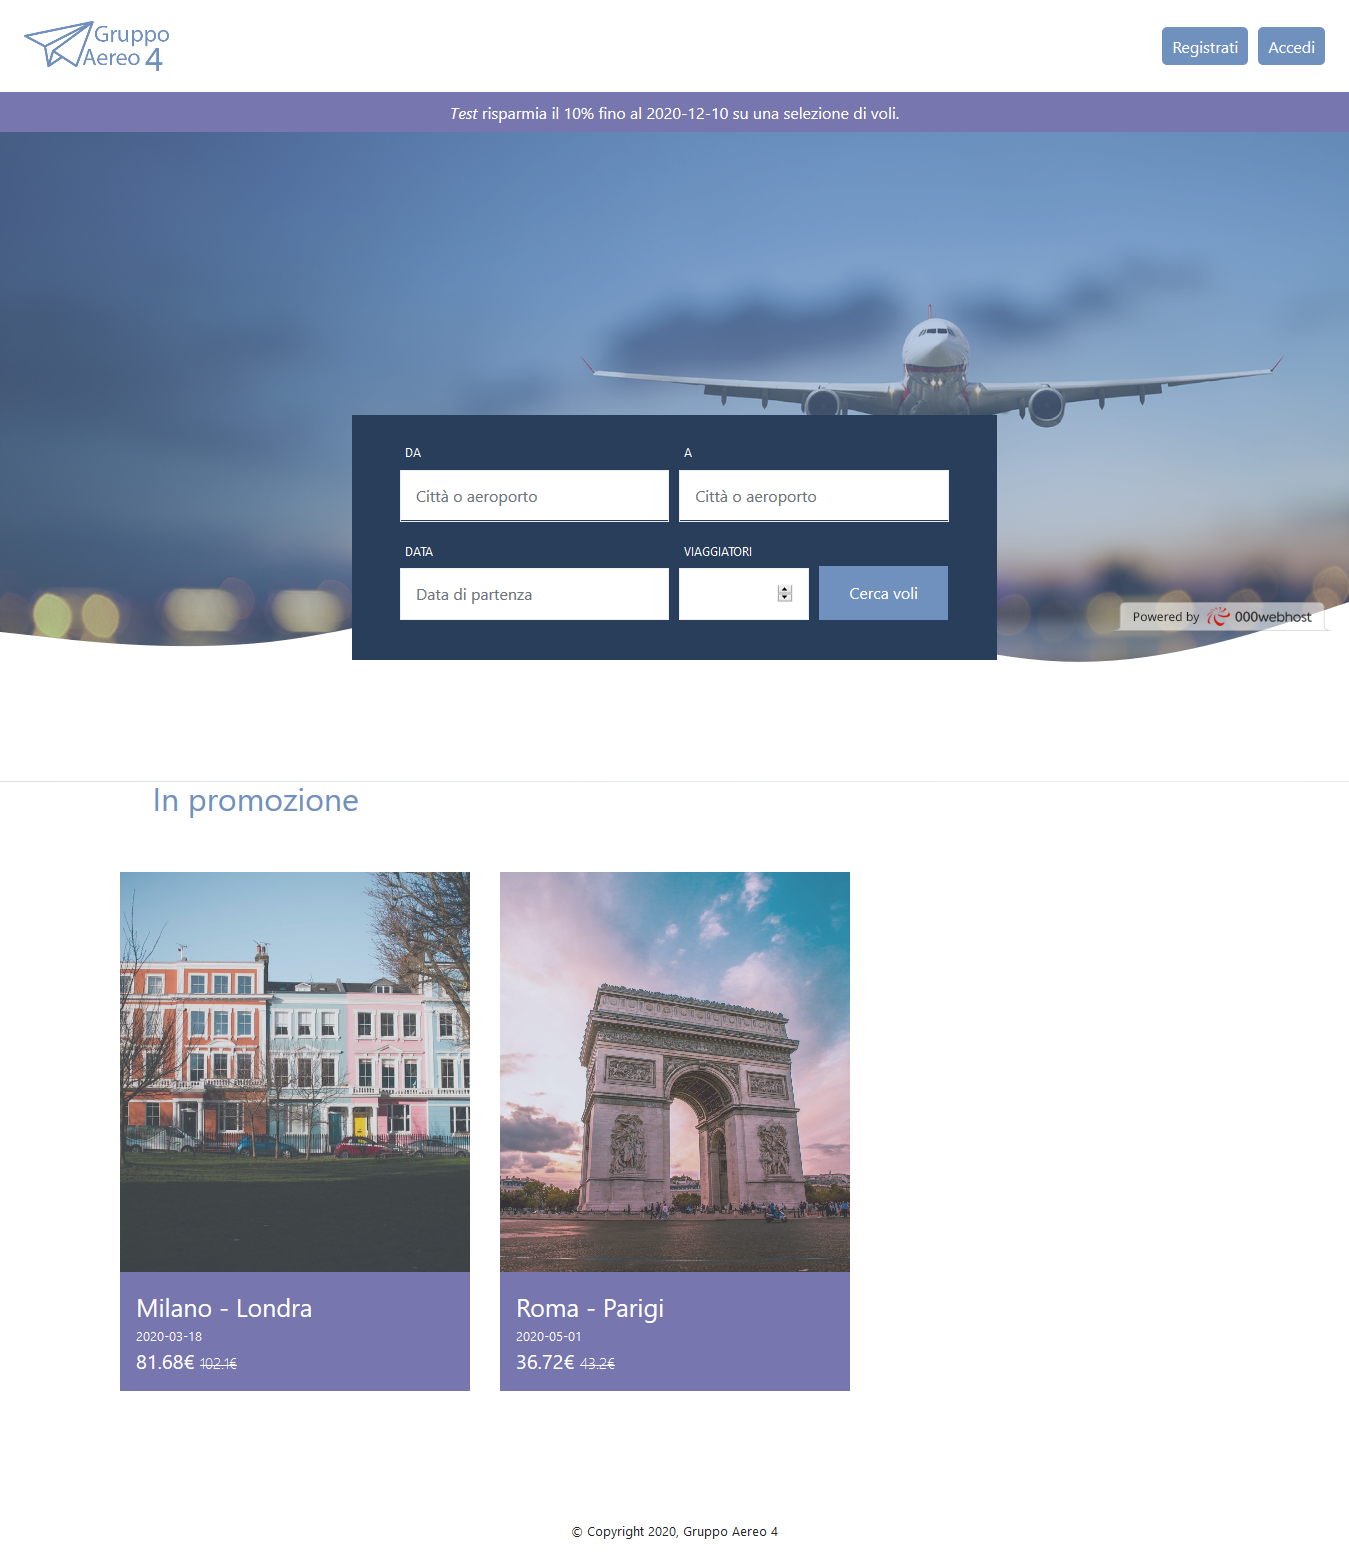 Gruppo
Aereo 4
Registrati
Accedi
Test risparmia il 10% fino al 2020-12-10 su una selezione di voli.
DA
A
Città o aeroporto
Città o aeroporto
DATA
VIAGGIATORI
Data di partenza
Cerca voli
Powered by 000webhost
In promozione
Milano - Londra
2020-03-18
81.68€ 102.1€
Roma - Parigi
2020-05-01
36.72€ 43.2€
© Copyright 2020, Gruppo Aereo 4